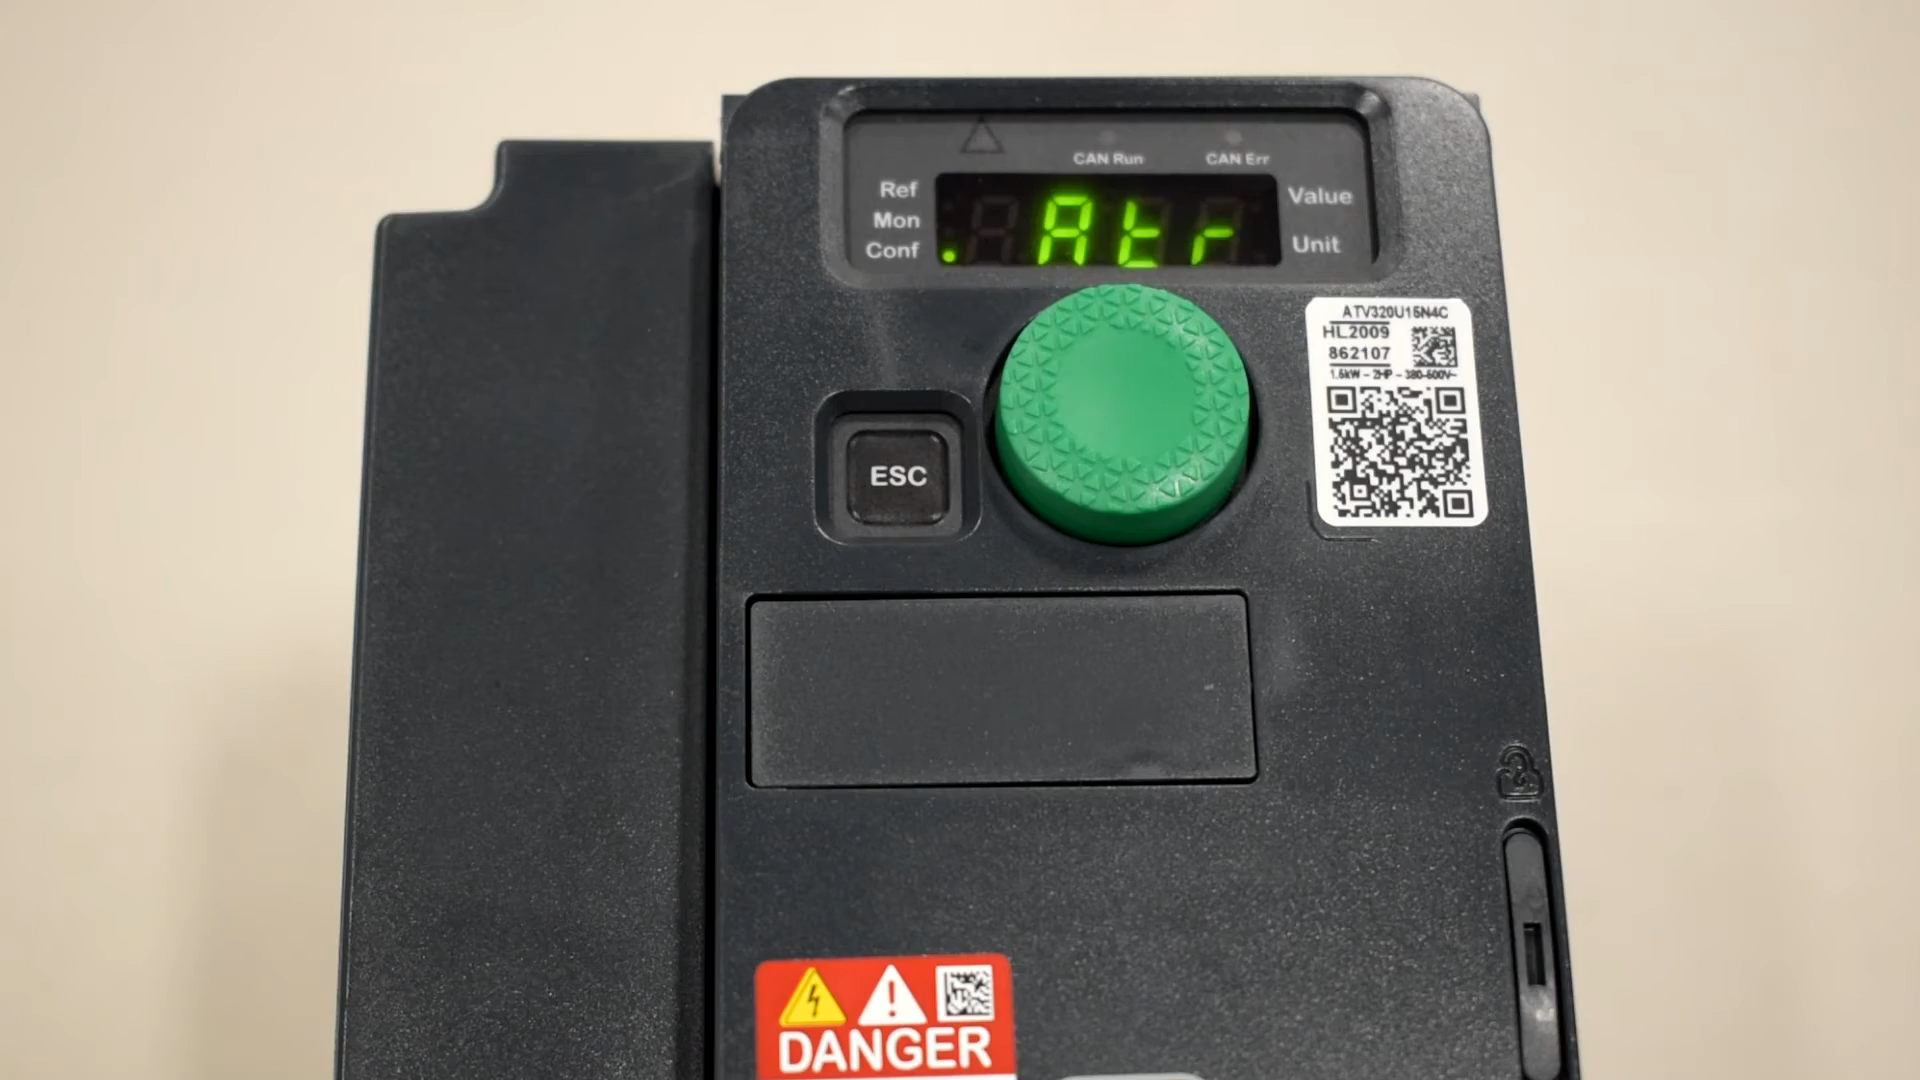 CAN Run
CAN Err
Ref
Mon
Conf
Atr
Value
Unit
ATV320U15N4C
HL2009
862107
1.5kW - 2HP - 380-500V~
ESC
DANGER